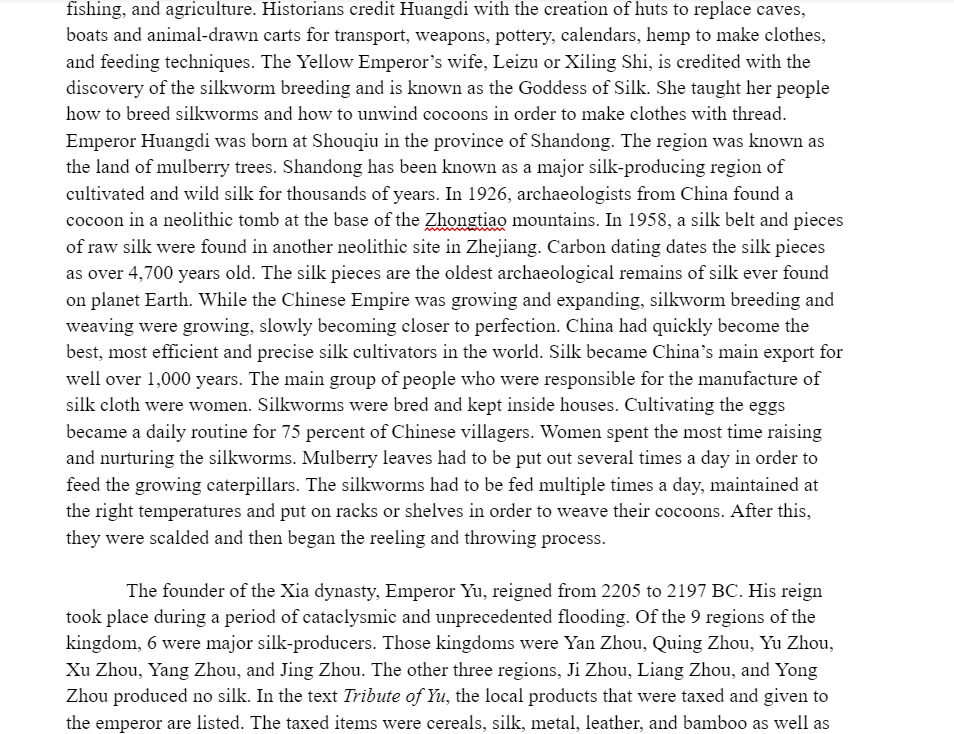 fishing, and agriculture. Historians credit Huangdi with the creation of huts to replace caves,
boats and animal-drawn carts for transport, weapons, pottery, calendars, hemp to make clothes,
and feeding techniques. The Yellow Emperor’s wife, Leizu or Xiling Shi, is credited with the
discovery of the silkworm breeding and is known as the Goddess of Silk. She taught her people
how to breed silkworms and how to unwind cocoons in order to make clothes with thread.
Emperor Huangdi was born at Shouqiu in the province of Shandong. The region was known as
the land of mulberry trees. Shandong has been known as a major silk-producing region of
cultivated and wild silk for thousands of years. In 1926, archaeologists from China found a
cocoon in a neolithic tomb at the base of the Zhongtiao mountains. In 1958, a silk belt and pieces
of raw silk were found in another neolithic site in Zhejiang. Carbon dating dates the silk pieces
as over 4,700 years old. The silk pieces are the oldest archaeological remains of silk ever found
on planet Earth. While the Chinese Empire was growing and expanding, silkworm breeding and
weaving were growing, slowly becoming closer to perfection. China had quickly become the
best, most efficient and precise silk cultivators in the world. Silk became China’s main export for
well over 1,000 years. The main group of people who were responsible for the manufacture of
silk cloth were women. Silkworms were bred and kept inside houses. Cultivating the eggs
became a daily routine for 75 percent of Chinese villagers. Women spent the most time raising
and nurturing the silkworms. Mulberry leaves had to be put out several times a day in order to
feed the growing caterpillars. The silkworms had to be fed multiple times a day, maintained at
the right temperatures and put on racks or shelves in order to weave their cocoons. After this,
they were scalded and then began the reeling and throwing process.
The founder of the Xia dynasty, Emperor Yu, reigned from 2205 to 2197 BC. His reign
took place during a period of cataclysmic and unprecedented flooding. Of the 9 regions of the
kingdom, 6 were major silk-producers. Those kingdoms were Yan Zhou, Quing Zhou, Yu Zhou,
Xu Zhou, Yang Zhou, and Jing Zhou. The other three regions, Ji Zhou, Liang Zhou, and Yong
Zhou produced no silk. In the text Tribute of Yu, the local products that were taxed and given to
the emperor are listed. The taxed items were cereals, silk, metal, leather, and bamboo as well as